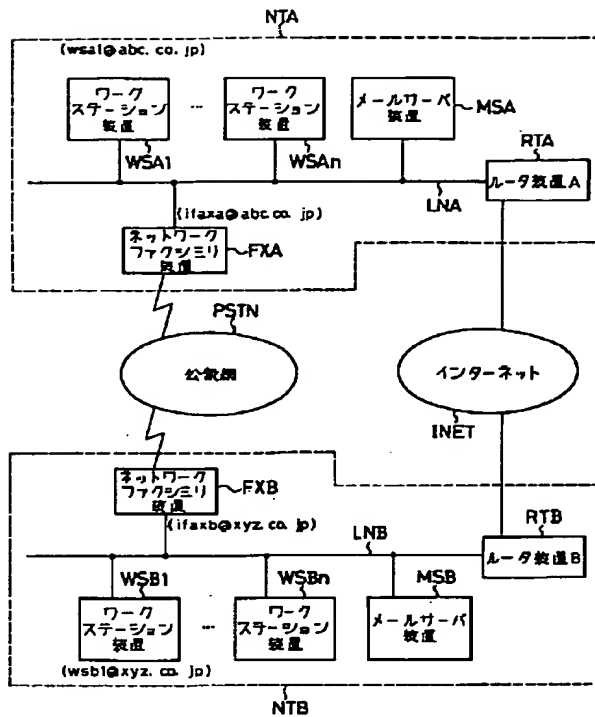 NTA
(wsa1@abc.co.jp)
ワーク
ステーション
装置
...
ワーク
ステーション
装置
メールサーバ
装置
MSA
WSA1
WSAn
RTA
LNA
ルータ装置A
(ifaxa@abc.co.jp)
ネットワーク
ファクシミリ
装置
FXA
PSTN
公衆網
インターネット
INET
ネットワーク
ファクシミリ
装置
FXB
(ifaxb@xyz.co.jp)
LNB
RTB
ルータ装置B
WSB1
WSBn
MSB
ワーク
ステーション
装置
...
ワーク
ステーション
装置
メールサーバ
装置
(wsb1@xyz.co.jp)
NTB